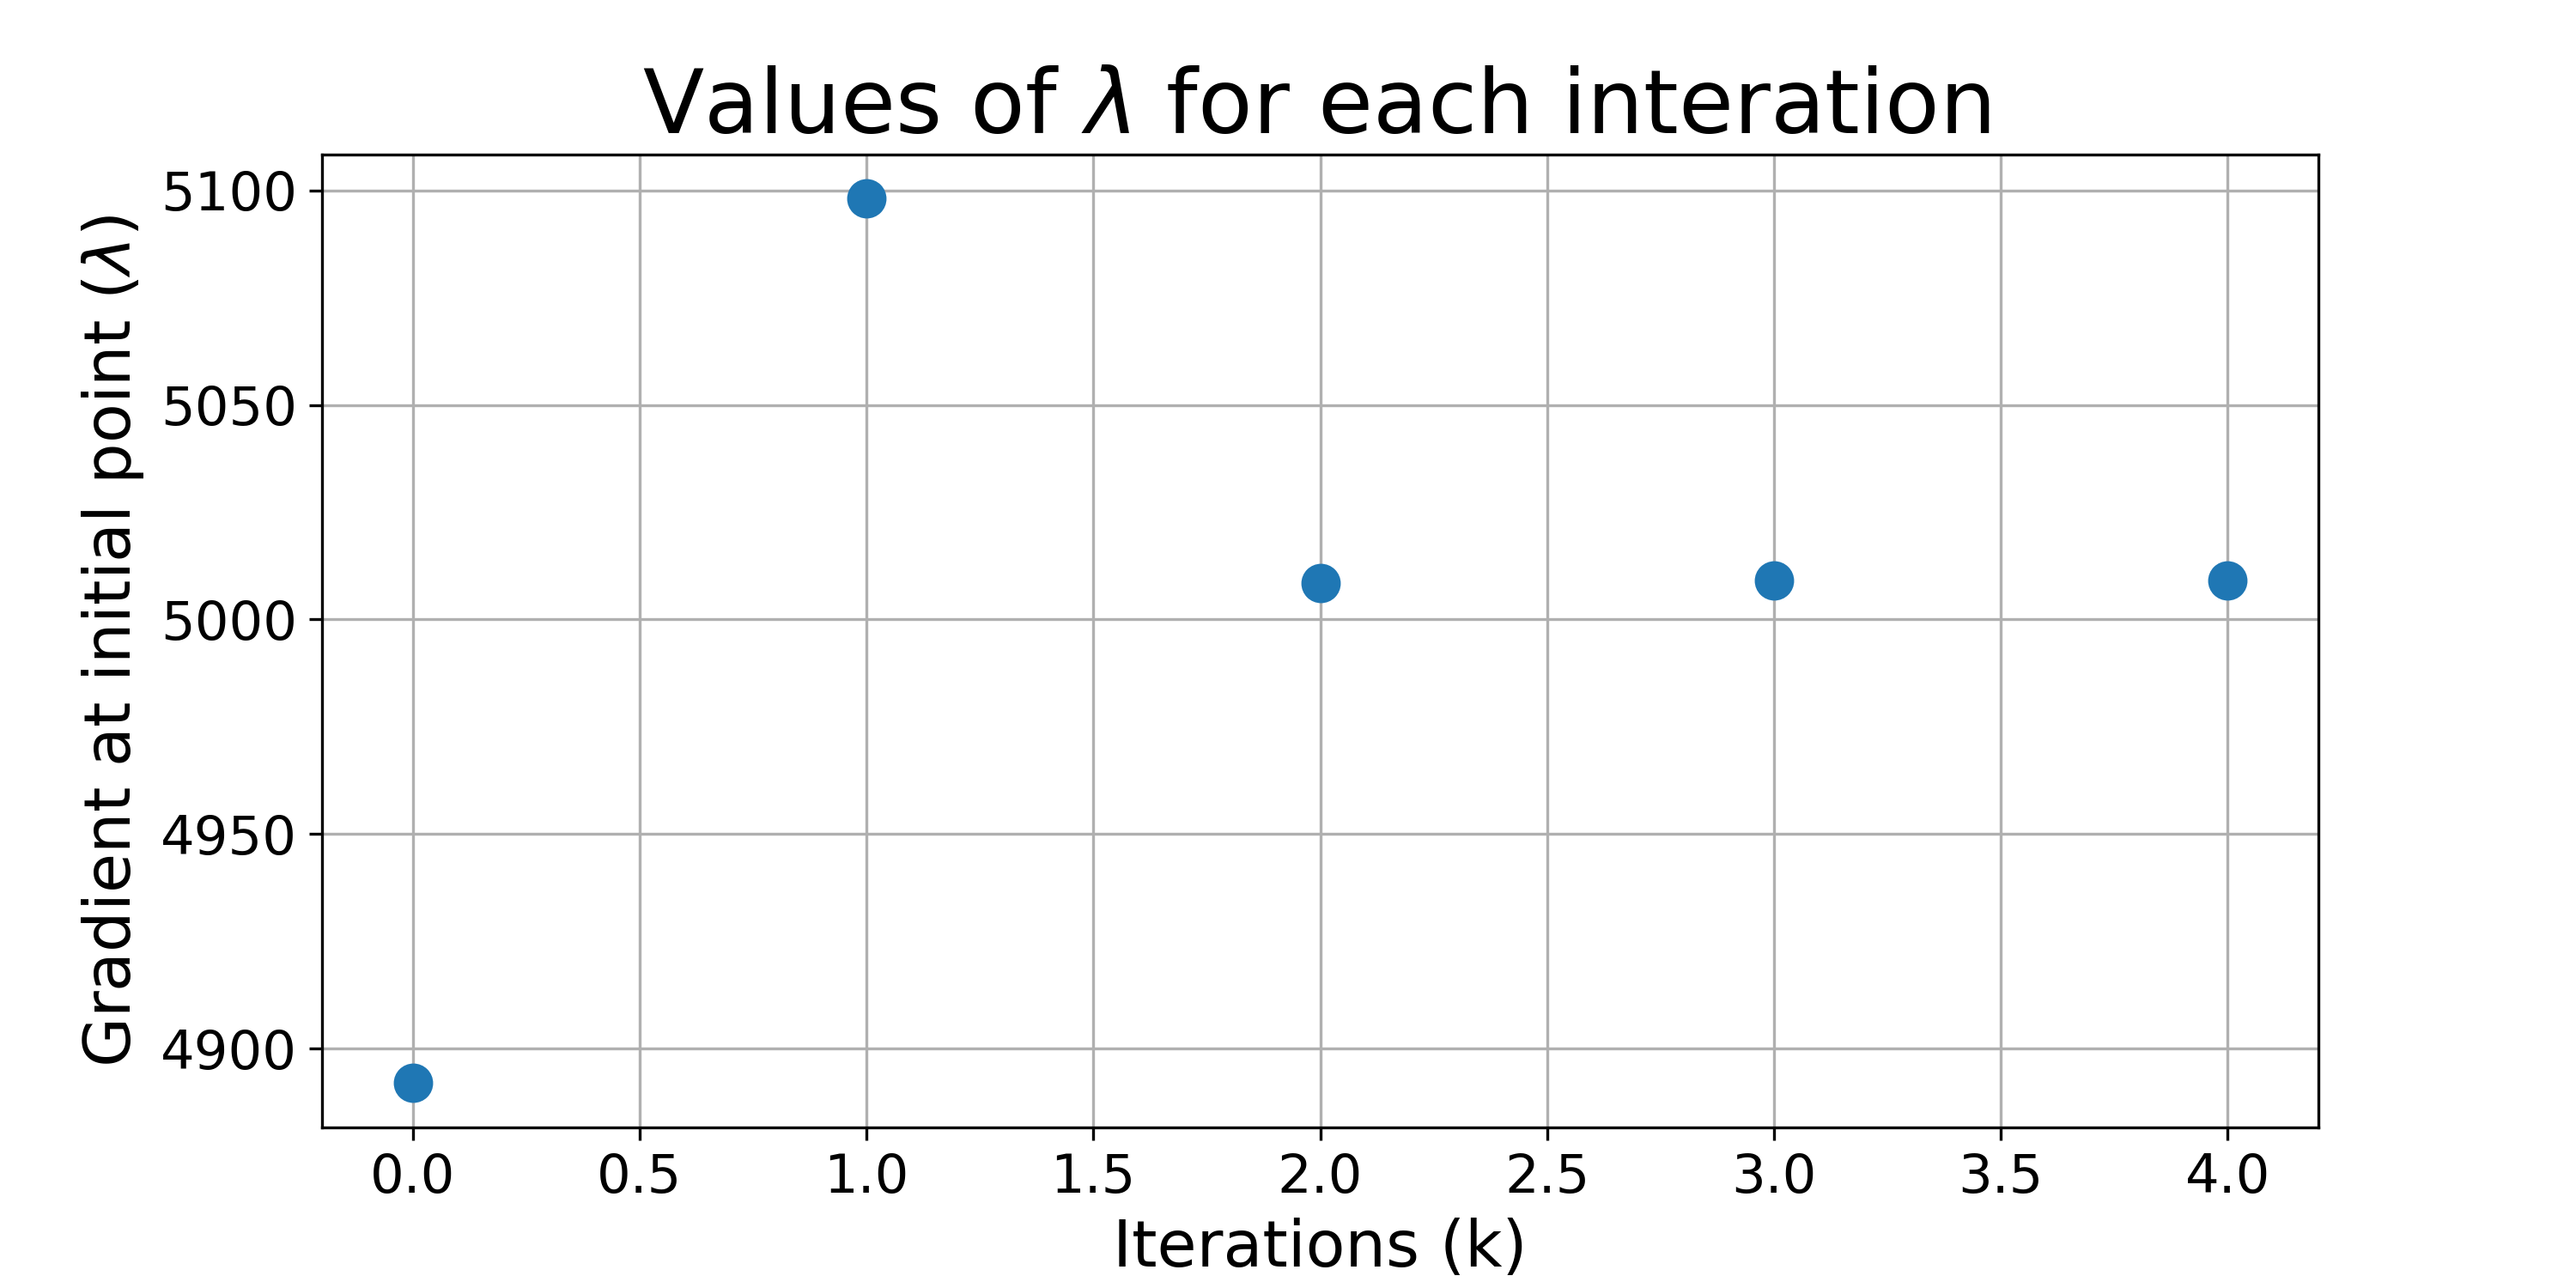 Values of λ for each interation
Gradient at initial point (λ)
5100
5050
5000
4950
4900
0.0 0.5 1.0 1.5 2.0 2.5 3.0 3.5 4.0
Iterations (k)